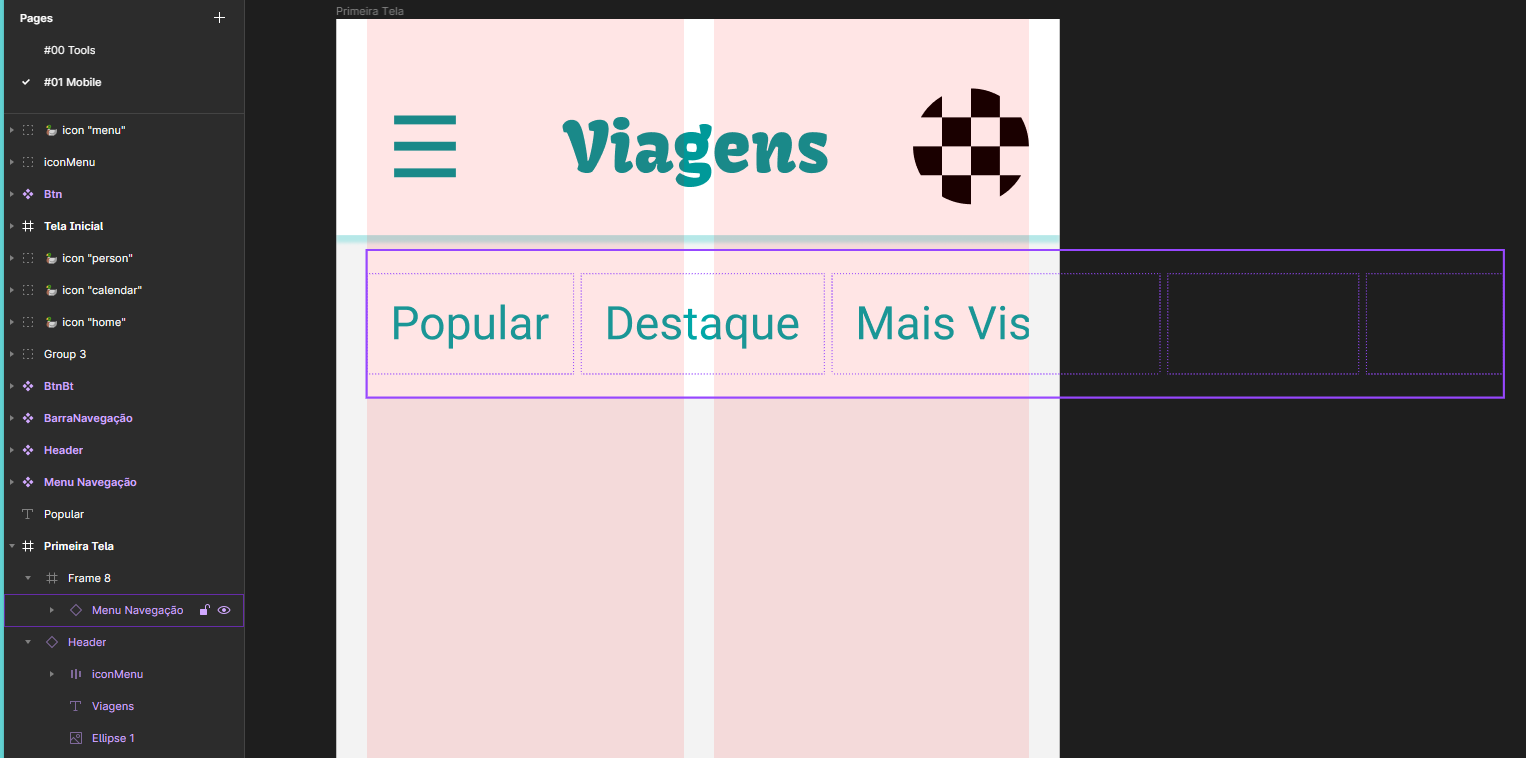 Pages
#00 Tools
#01 Mobile
icon "menu"
iconMenu
Btn
Tela Inicial
icon "person"
icon "calendar"
icon "home"
Group 3
BtnBt
BarraNavegação
Header
Menu Navegação
Popular
Primeira Tela
Frame 8
Menu Navegação
Header
iconMenu
Viagens
Ellipse 1
Primeira Tela
Viagens
Popular
Destaque
Mais Vis